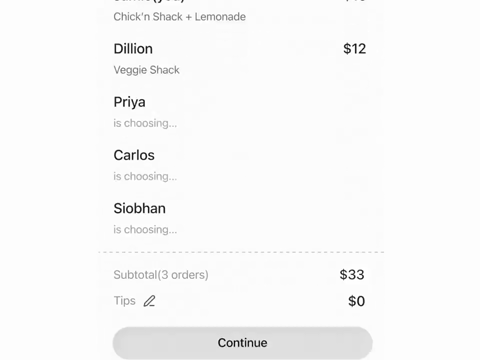 Chick'n Shack + Lemonade
Dillion $12
Veggie Shack
Priya
is choosing...
Carlos
is choosing...
Siobhan
is choosing...
Subtotal(3 orders) $33
Tips $0
Continue